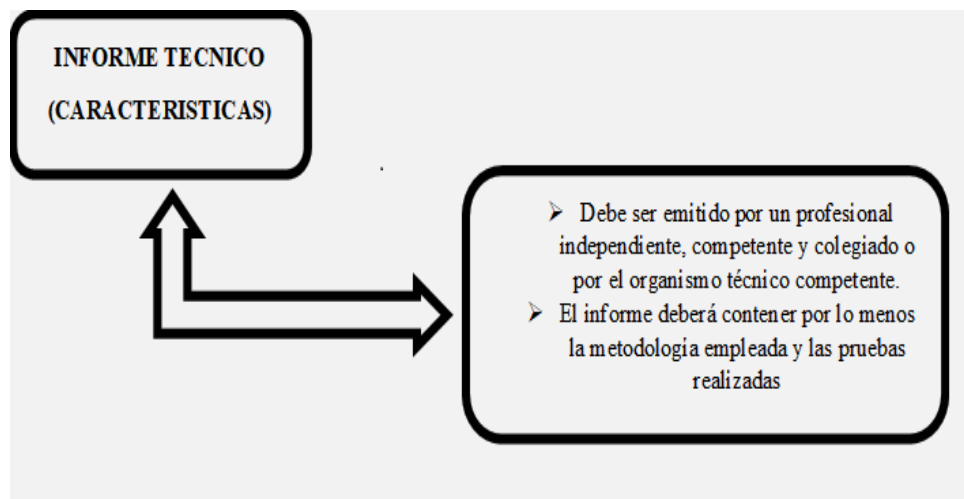 INFORME TECNICO
(CARACTERISTICAS)
➢ Debe ser emitido por un profesional
independiente, competente y colegiado o
por el organismo técnico competente.
➢ El informe deberá contener por lo menos
la metodología empleada y las pruebas
realizadas